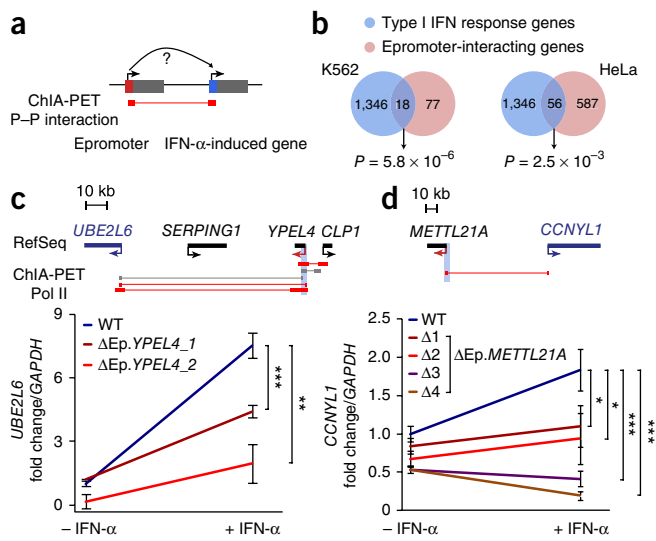 a
?
ChIA-PET
P–P interaction
Epromoter
IFN-α-induced gene
b
Type I IFN response genes
Epromoter-interacting genes
K562
HeLa
1,346 18 77
1,346 56 587
P = 5.8 × 10⁻⁶
P = 2.5 × 10⁻³
c
10 kb
UBE2L6 SERPING1 YPEL4 CLP1
RefSeq
ChIA-PET
Pol II
WT
ΔEp.YPEL4_1
ΔEp.YPEL4_2
UBE2L6
fold change/GAPDH
9
6
3
0
***
**
– IFN-α
+ IFN-α
d
10 kb
METTL21A CCNYL1
WT
Δ1
Δ2
Δ3
Δ4
ΔEp.METTL21A
CCNYL1
fold change/GAPDH
2.5
2.0
1.5
1.0
0.5
0
*
*
***
***
– IFN-α
+ IFN-α